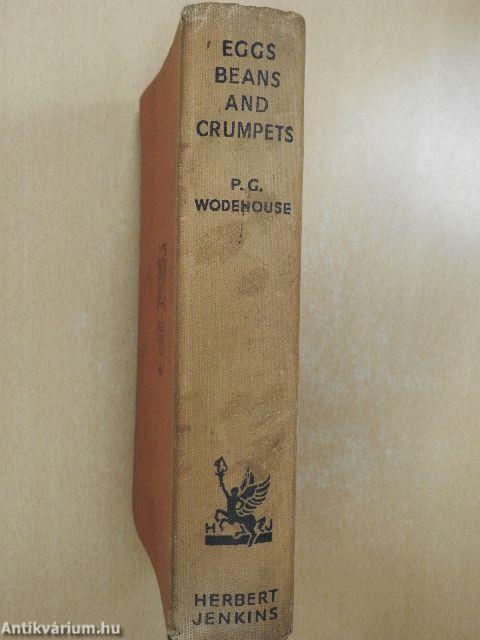 EGGS
BEANS
AND
CRUMPETS
P. G.
WODEHOUSE
H J
HERBERT
JENKINS
Antikvárium.hu